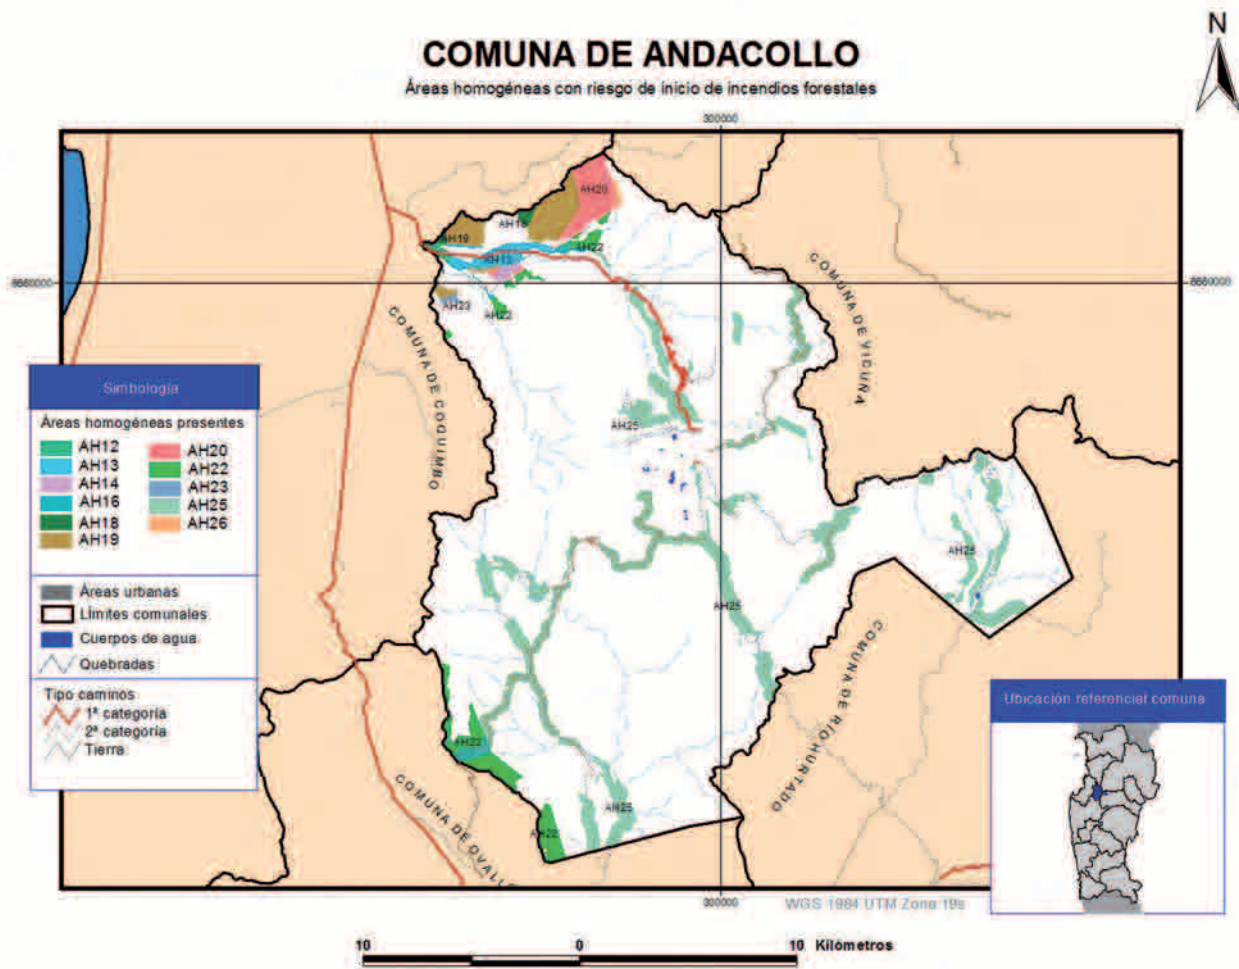 N
COMUNA DE ANDACOLLO
Áreas homogéneas con riesgo de inicio de incendios forestales
300000
AH20
AH18
AH19
AH22
AH13
AH23
AH22
COMUNA DE COQUIMBO
COMUNA DE VICUÑA
Simbología
Áreas homogéneas presentes
AH12
AH13
AH14
AH16
AH18
AH19
AH20
AH22
AH23
AH25
AH26
Áreas urbanas
Límites comunales
Cuerpos de agua
Quebradas
Tipo caminos
1ª categoría
2ª categoría
Tierra
AH25
AH25
AH25
AH22
AH25
COMUNA DE OVALLE
COMUNA DE RÍO HURTADO
Ubicación referencial comuna
300000
WGS 1984 UTM Zona 19s
10 0 10 Kilómetros